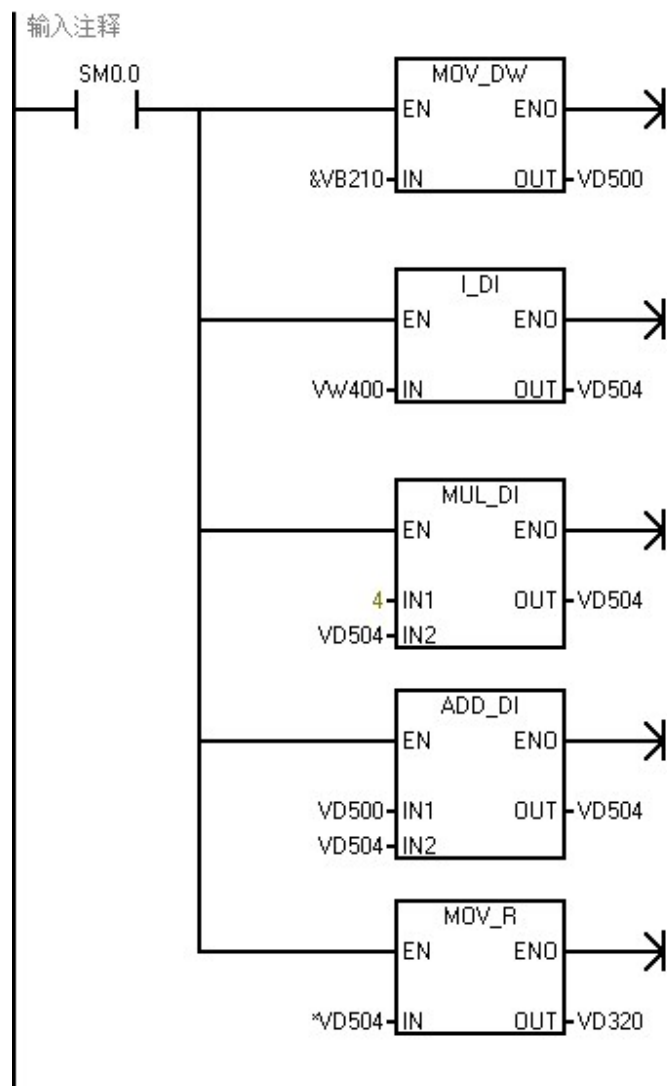 输入注释
SM0.0
MOV_DW
EN ENO
&VB210 IN OUT VD500
I_DI
EN ENO
VW400 IN OUT VD504
MUL_DI
EN ENO
4 IN1 OUT VD504
VD504 IN2
ADD_DI
EN ENO
VD500 IN1 OUT VD504
VD504 IN2
MOV_R
EN ENO
*VD504 IN OUT VD320